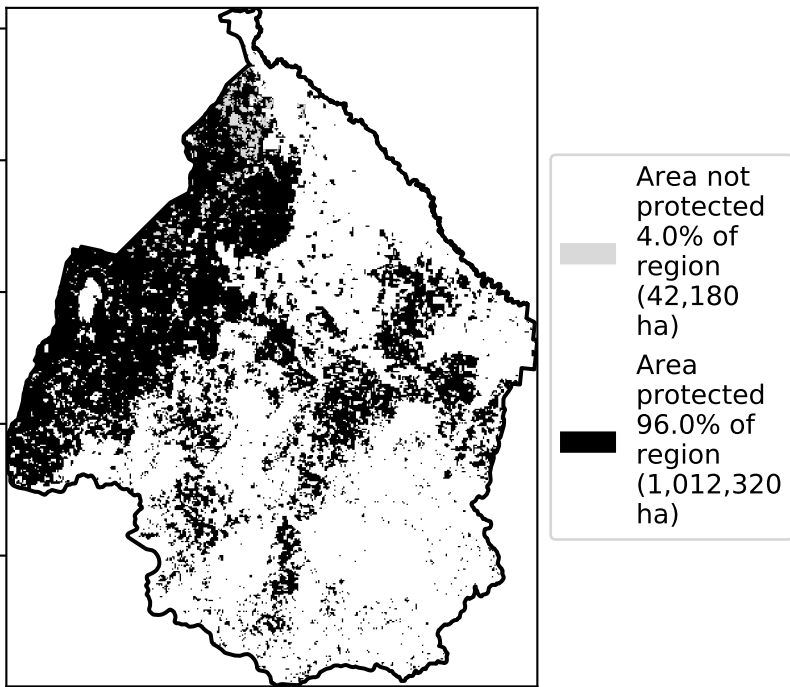 Area not
protected
4.0% of
region
(42,180
ha)
Area
protected
96.0% of
region
(1,012,320
ha)